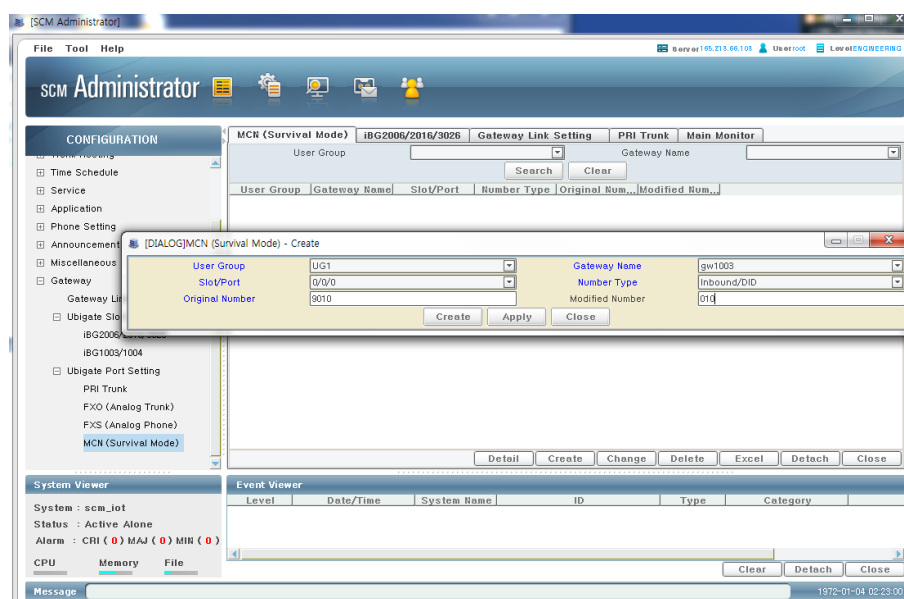 [SCM Administrator]
File Tool Help
Server 165.213.66.103 User root Level ENGINEERING
SCM Administrator
CONFIGURATION
MCN (Survival Mode) iBG2006/2016/3026 Gateway Link Setting PRI Trunk Main Monitor
User Group Gateway Name
Search Clear
User Group Gateway Name Slot/Port Number Type Original Num... Modified Num...
Time Schedule
Service
Application
Phone Setting
Announcement
Miscellaneous
Gateway
Gateway Li
Ubigate Slo
iBG1003/1004
Ubigate Port Setting
PRI Trunk
FXO (Analog Trunk)
FXS (Analog Phone)
MCN (Survival Mode)
[DIALOG]MCN (Survival Mode) - Create
User Group UG1 Gateway Name gw1003
Slot/Port 0/0/0 Number Type Inbound/DID
Original Number 9010 Modified Number 010
Create Apply Close
Detail Create Change Delete Excel Detach Close
System Viewer
System : scm_iot
Status : Active Alone
Alarm : CRI ( 0 ) MAJ ( 0 ) MIN ( 0 )
CPU Memory File
Event Viewer
Level Date/Time System Name ID Type Category
Clear Detach Close
Message 1972-01-04 02:23:00